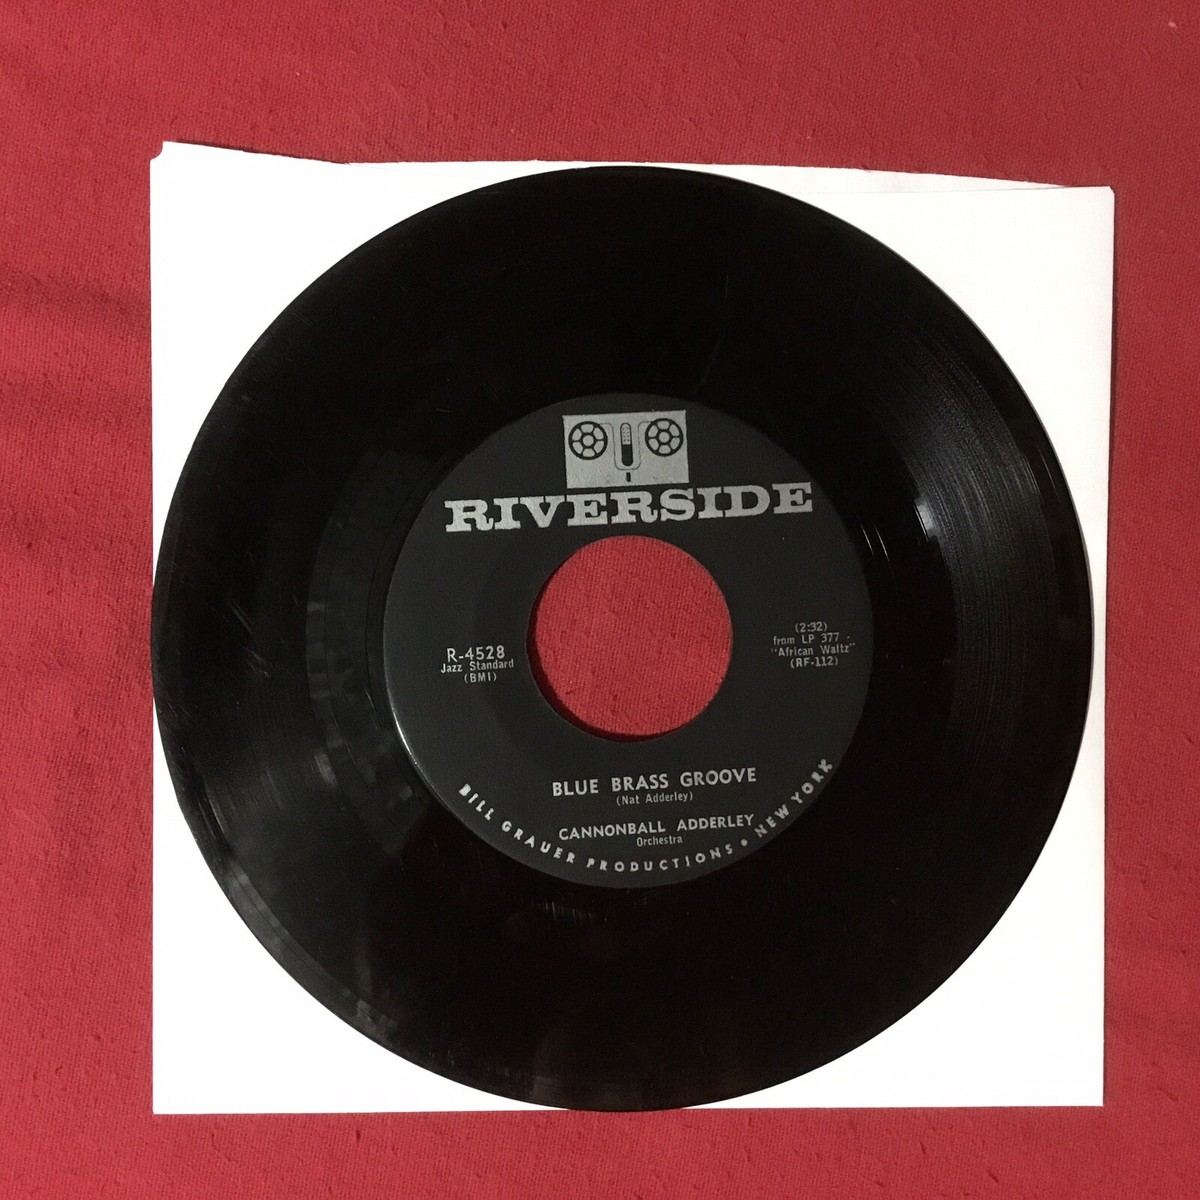 RIVERSIDE
R-4528
Jazz Standard
(BMI)
(2:32)
from LP 377 -
"African Waltz"
(RF-112)
BLUE BRASS GROOVE
(Nat Adderley)
CANNONBALL ADDERLEY
Orchestra
BILL GRAUER PRODUCTIONS • NEW YORK